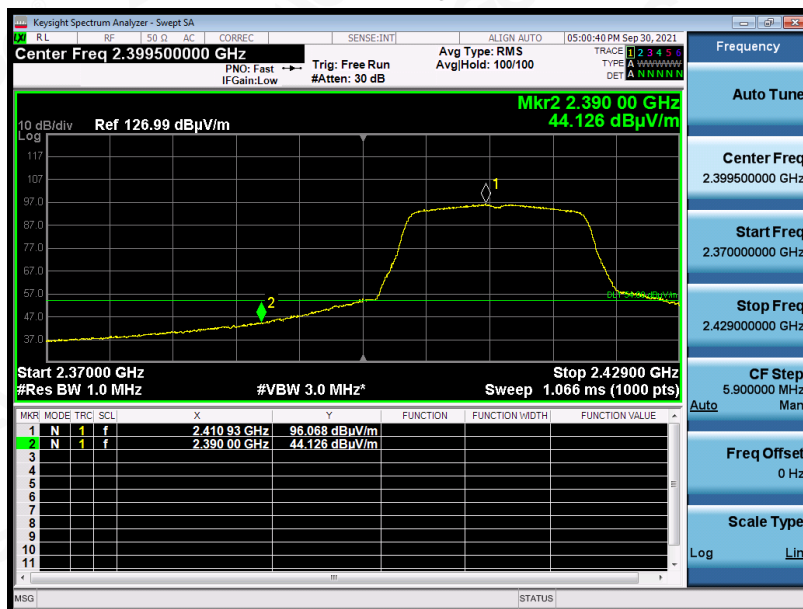 Keysight Spectrum Analyzer - Swept SA
LXI RL RF 50 Ω AC CORREC SENSE:INT ALIGN AUTO 05:00:40 PM Sep 30, 2021
Center Freq 2.399500000 GHz
PNO: Fast
IFGain:Low
Trig: Free Run
#Atten: 30 dB
Avg Type: RMS
Avg|Hold: 100/100
TRACE 1 2 3 4 5 6
TYPE A WWWWW
DET A N N N N N
Mkr2 2.390 00 GHz
44.126 dBµV/m
10 dB/div Ref 126.99 dBµV/m
Log
117
107
97.0
87.0
77.0
67.0
57.0
47.0
37.0
1
2
Start 2.37000 GHz Stop 2.42900 GHz
#Res BW 1.0 MHz #VBW 3.0 MHz* Sweep 1.066 ms (1000 pts)
MKR MODE TRC SCL X Y FUNCTION FUNCTION WIDTH FUNCTION VALUE
1 N 1 f 2.410 93 GHz 96.068 dBµV/m
2 N 1 f 2.390 00 GHz 44.126 dBµV/m
3
4
5
6
7
8
9
10
11
MSG STATUS
Frequency
Auto Tune
Center Freq
2.399500000 GHz
Start Freq
2.370000000 GHz
Stop Freq
2.429000000 GHz
CF Step
5.900000 MHz
Auto Man
Freq Offset
0 Hz
Scale Type
Log Lin